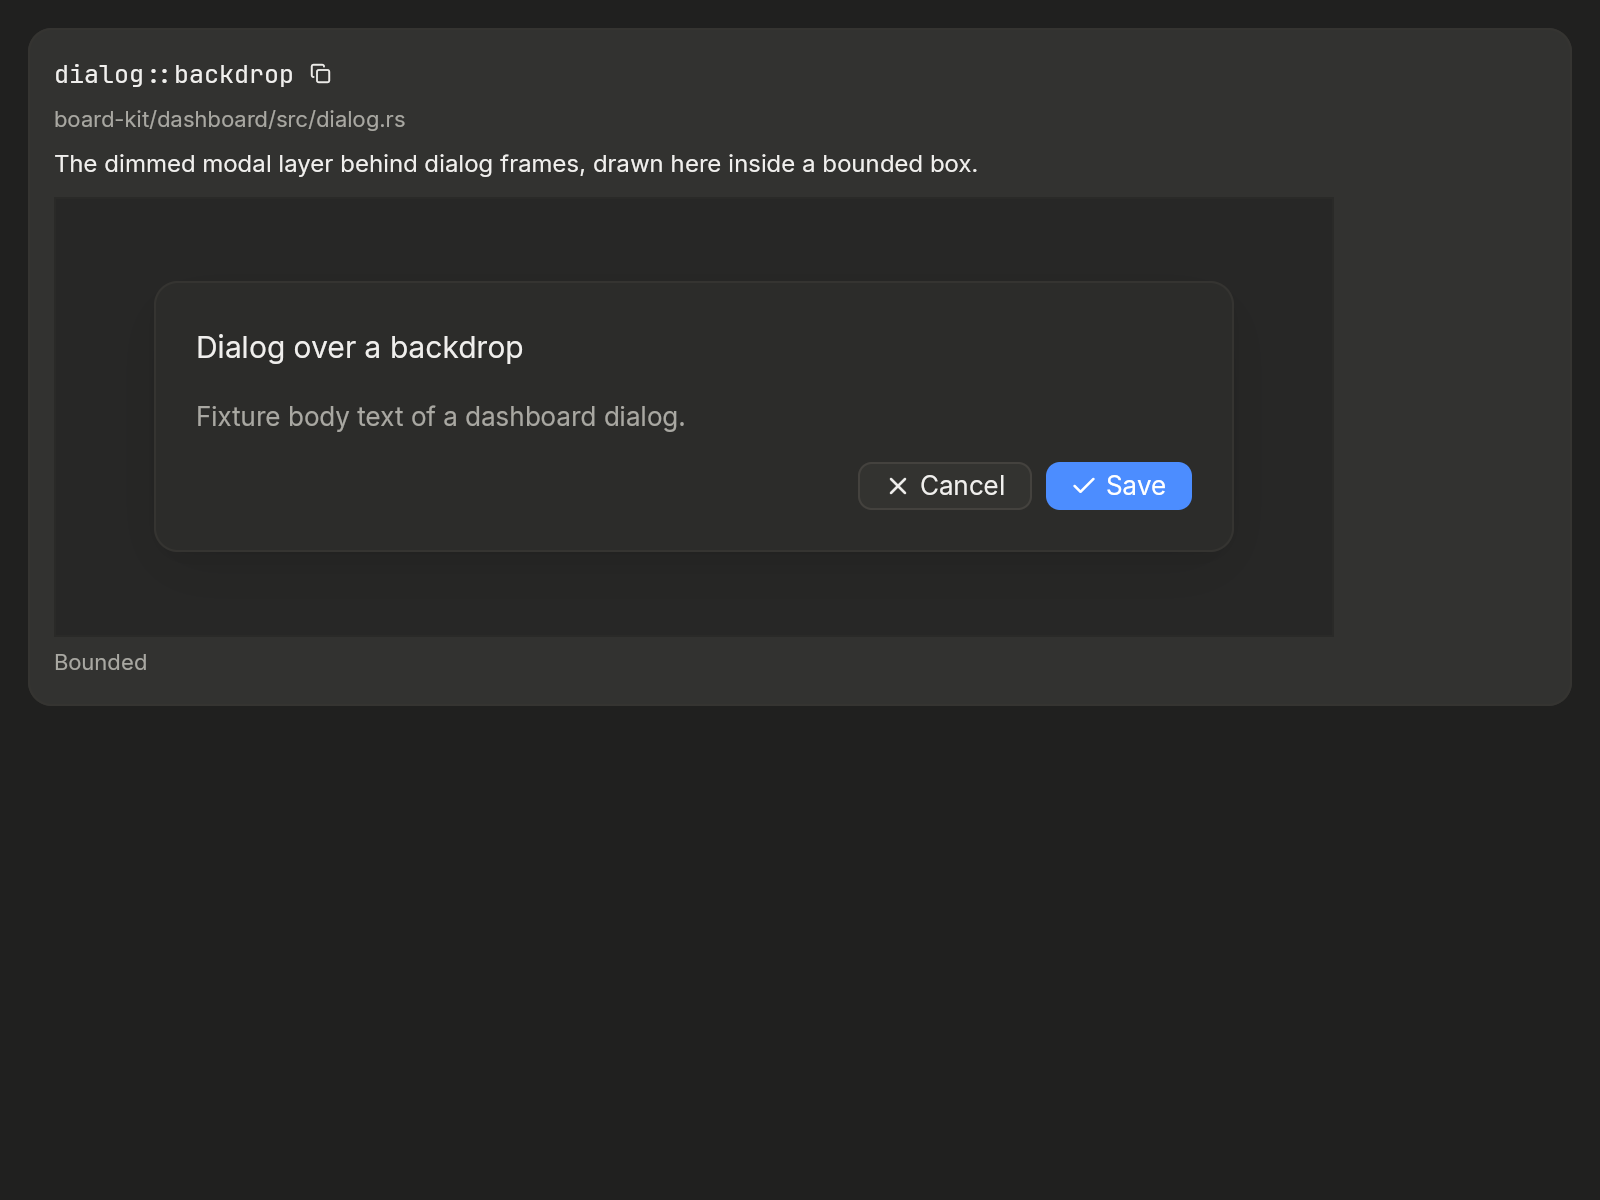 dialog::backdrop
board-kit/dashboard/src/dialog.rs
The dimmed modal layer behind dialog frames, drawn here inside a bounded box.
Dialog over a backdrop
Fixture body text of a dashboard dialog.
Cancel Save
Bounded